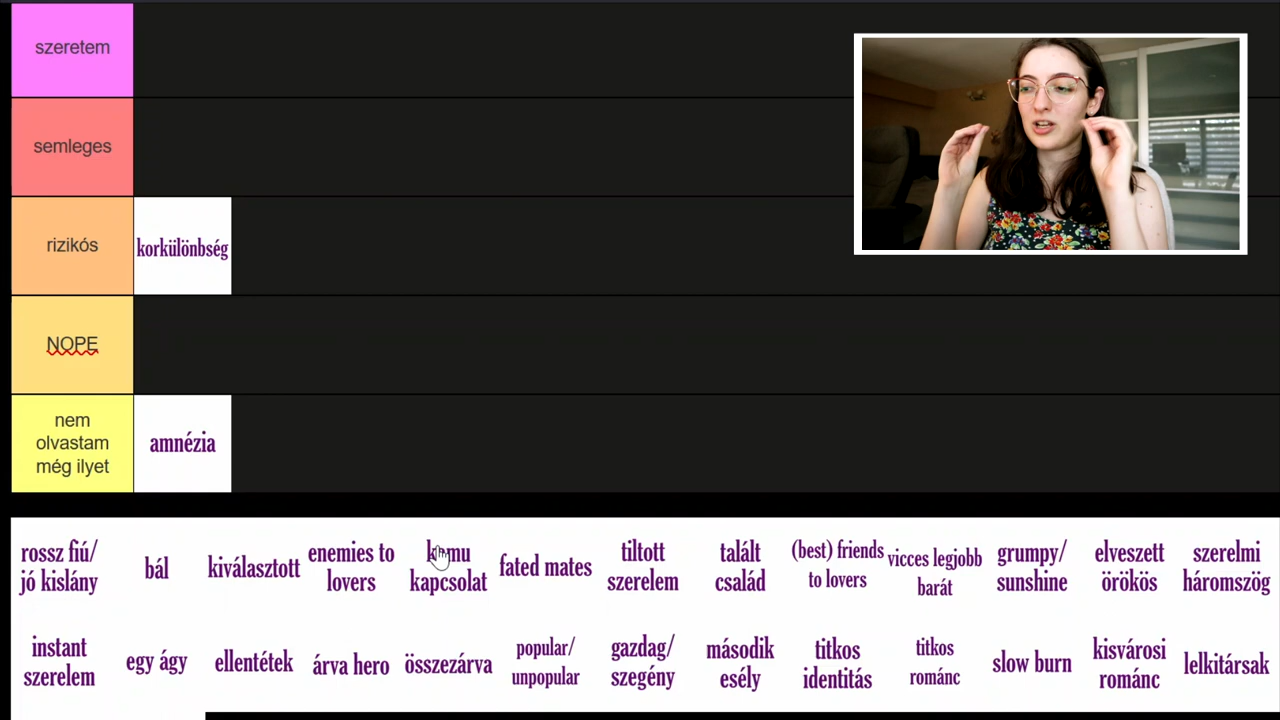 szeretem
semleges
rizikós
korkülönbség
NOPE
nem
olvastam
még ilyet
amnézia
rossz fiú/
jó kislány
bál
kiválasztott
enemies to
lovers
kapcsolat
fated mates
tiltott
szerelem
talált
család
(best) friends
to lovers
vicces legjobb
barát
grumpy/
sunshine
elveszett
örökös
szerelmi
háromszög
instant
szerelem
egy ágy
ellentétek
árva hero
összezárva
popular/
unpopular
gazdag/
szegény
második
esély
titkos
identitás
titkos
románc
slow burn
kisvárosi
románc
lelkitársak